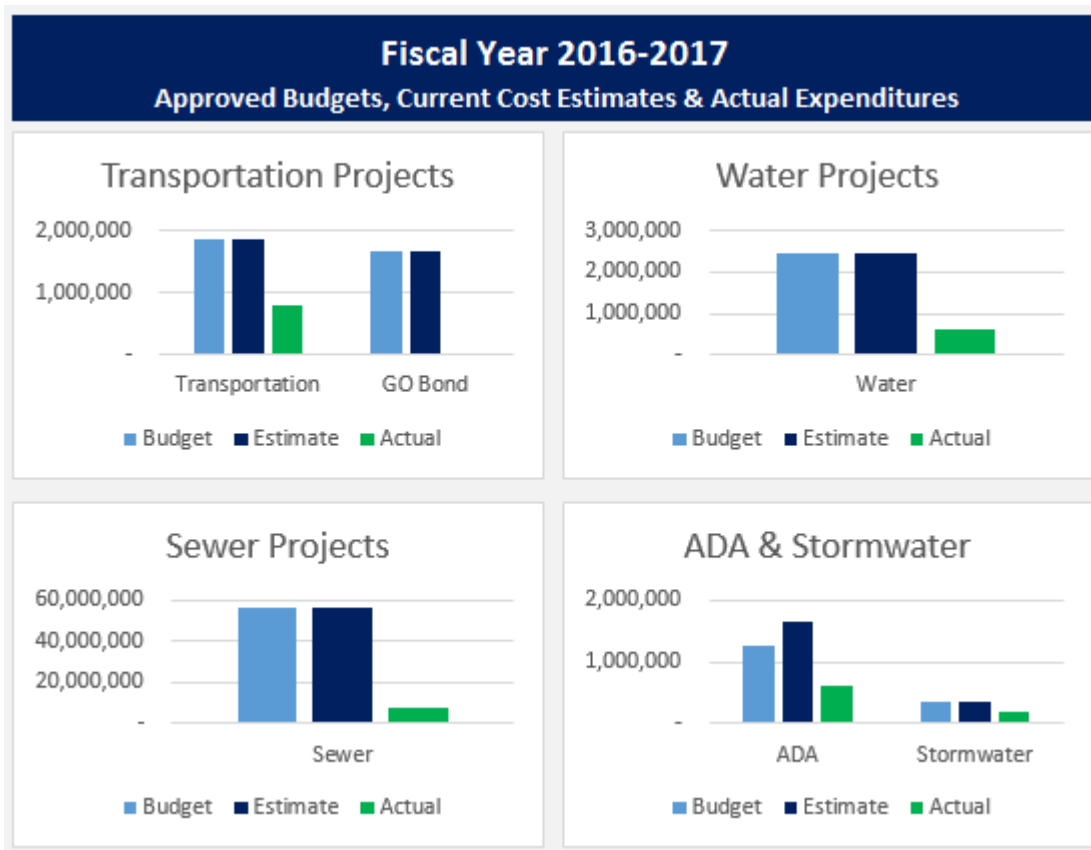 Fiscal Year 2016-2017
Approved Budgets, Current Cost Estimates & Actual Expenditures
Transportation Projects
2,000,000
1,000,000
-
Transportation GO Bond
Budget Estimate Actual
Water Projects
3,000,000
2,000,000
1,000,000
-
Water
Budget Estimate Actual
Sewer Projects
60,000,000
40,000,000
20,000,000
-
Sewer
Budget Estimate Actual
ADA & Stormwater
2,000,000
1,000,000
-
ADA Stormwater
Budget Estimate Actual